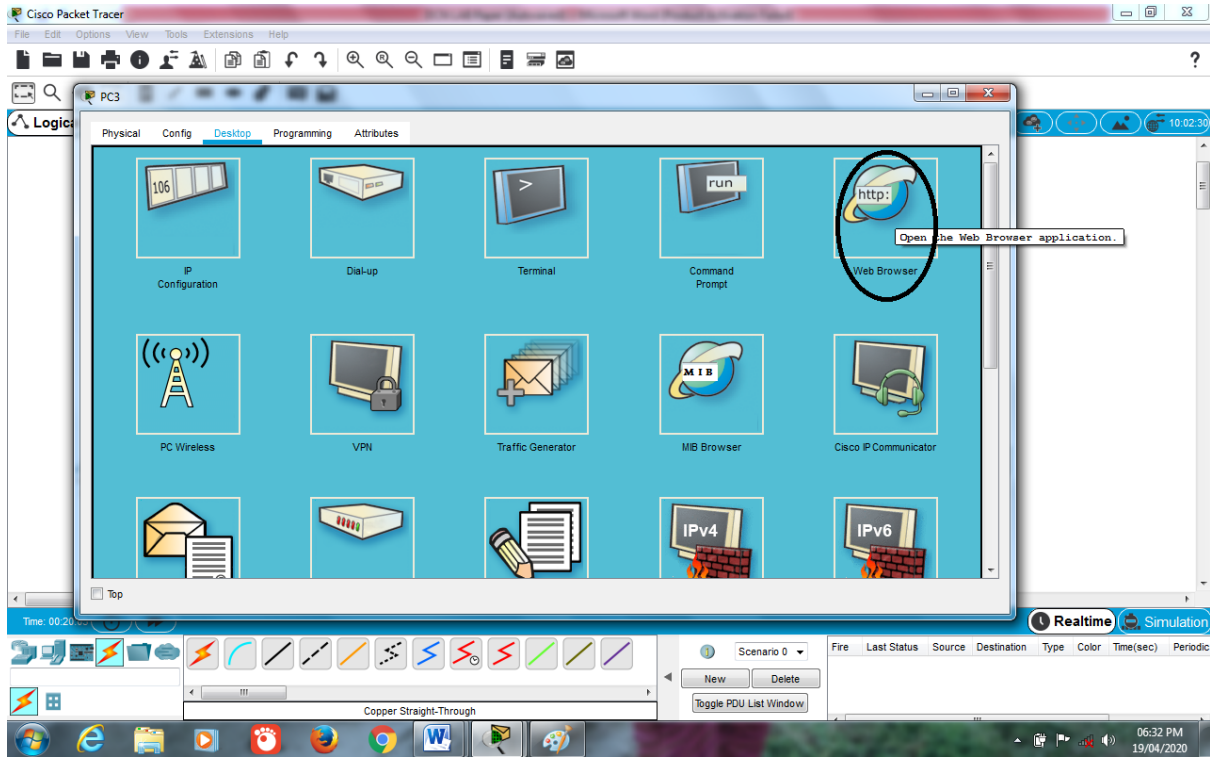 Cisco Packet Tracer
File Edit Options View Tools Extensions Help
?
PC3
Logica
10:02:30
Physical Config Desktop Programming Attributes
106
>
run
http:
Open the Web Browser application.
IP
Configuration
Dial-up
Terminal
Command
Prompt
Web Browser
MIB
PC Wireless
VPN
Traffic Generator
MIB Browser
Cisco IP Communicator
IPv4
IPv6
Top
Time: 00:20:
Realtime
Simulation
Scenario 0
Fire Last Status Source Destination Type Color Time(sec) Periodic
New Delete
Toggle PDU List Window
Copper Straight-Through
06:32 PM
19/04/2020